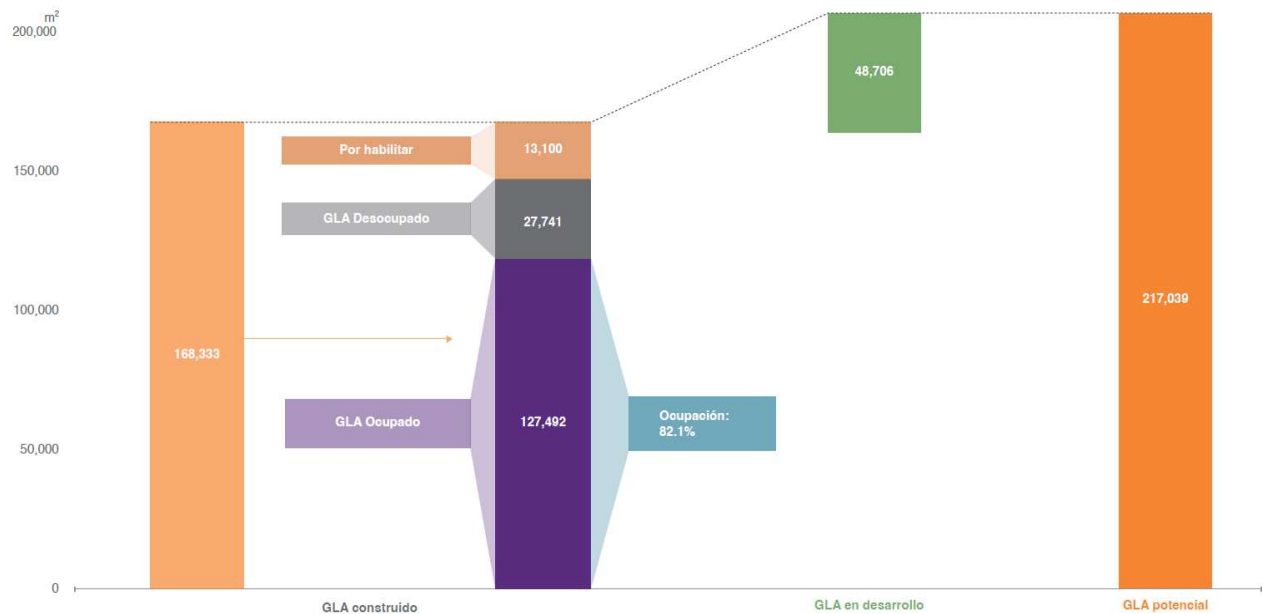 m²
200,000
150,000
100,000
50,000
0
168,333
Por habilitar
GLA Desocupado
GLA Ocupado
13,100
27,741
127,492
Ocupación:
82.1%
48,706
217,039
GLA construido
GLA en desarrollo
GLA potencial